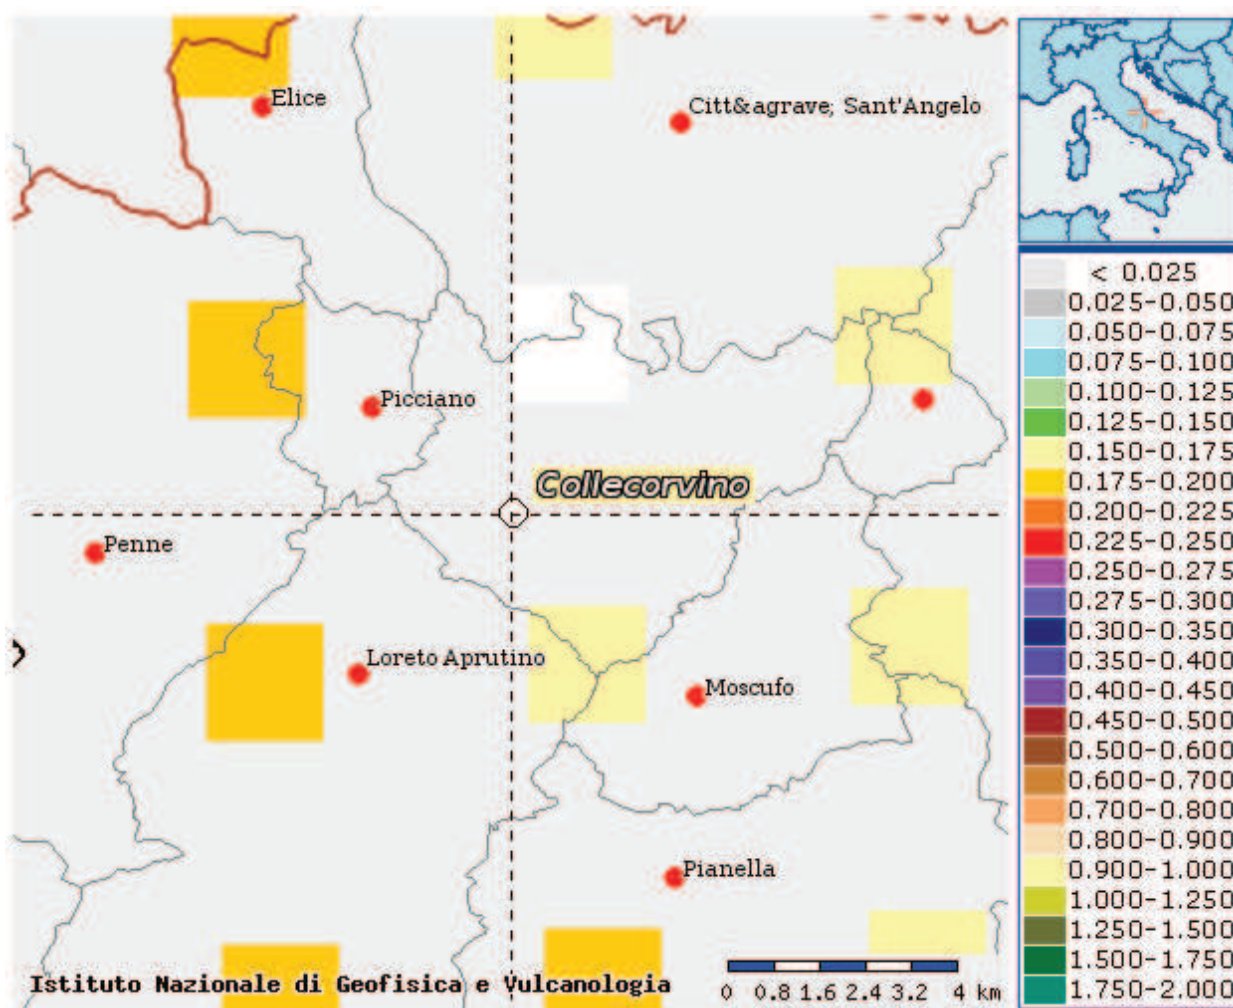 Elice
Citt&agrave; Sant'Angelo
Picciano
Collecorvino
Penne
Loreto Aprutino
Moscufo
Pianella
Istituto Nazionale di Geofisica e Vulcanologia
0 0.8 1.6 2.4 3.2 4 km
< 0.025
0.025-0.050
0.050-0.075
0.075-0.100
0.100-0.125
0.125-0.150
0.150-0.175
0.175-0.200
0.200-0.225
0.225-0.250
0.250-0.275
0.275-0.300
0.300-0.350
0.350-0.400
0.400-0.450
0.450-0.500
0.500-0.600
0.600-0.700
0.700-0.800
0.800-0.900
0.900-1.000
1.000-1.250
1.250-1.500
1.500-1.750
1.750-2.000